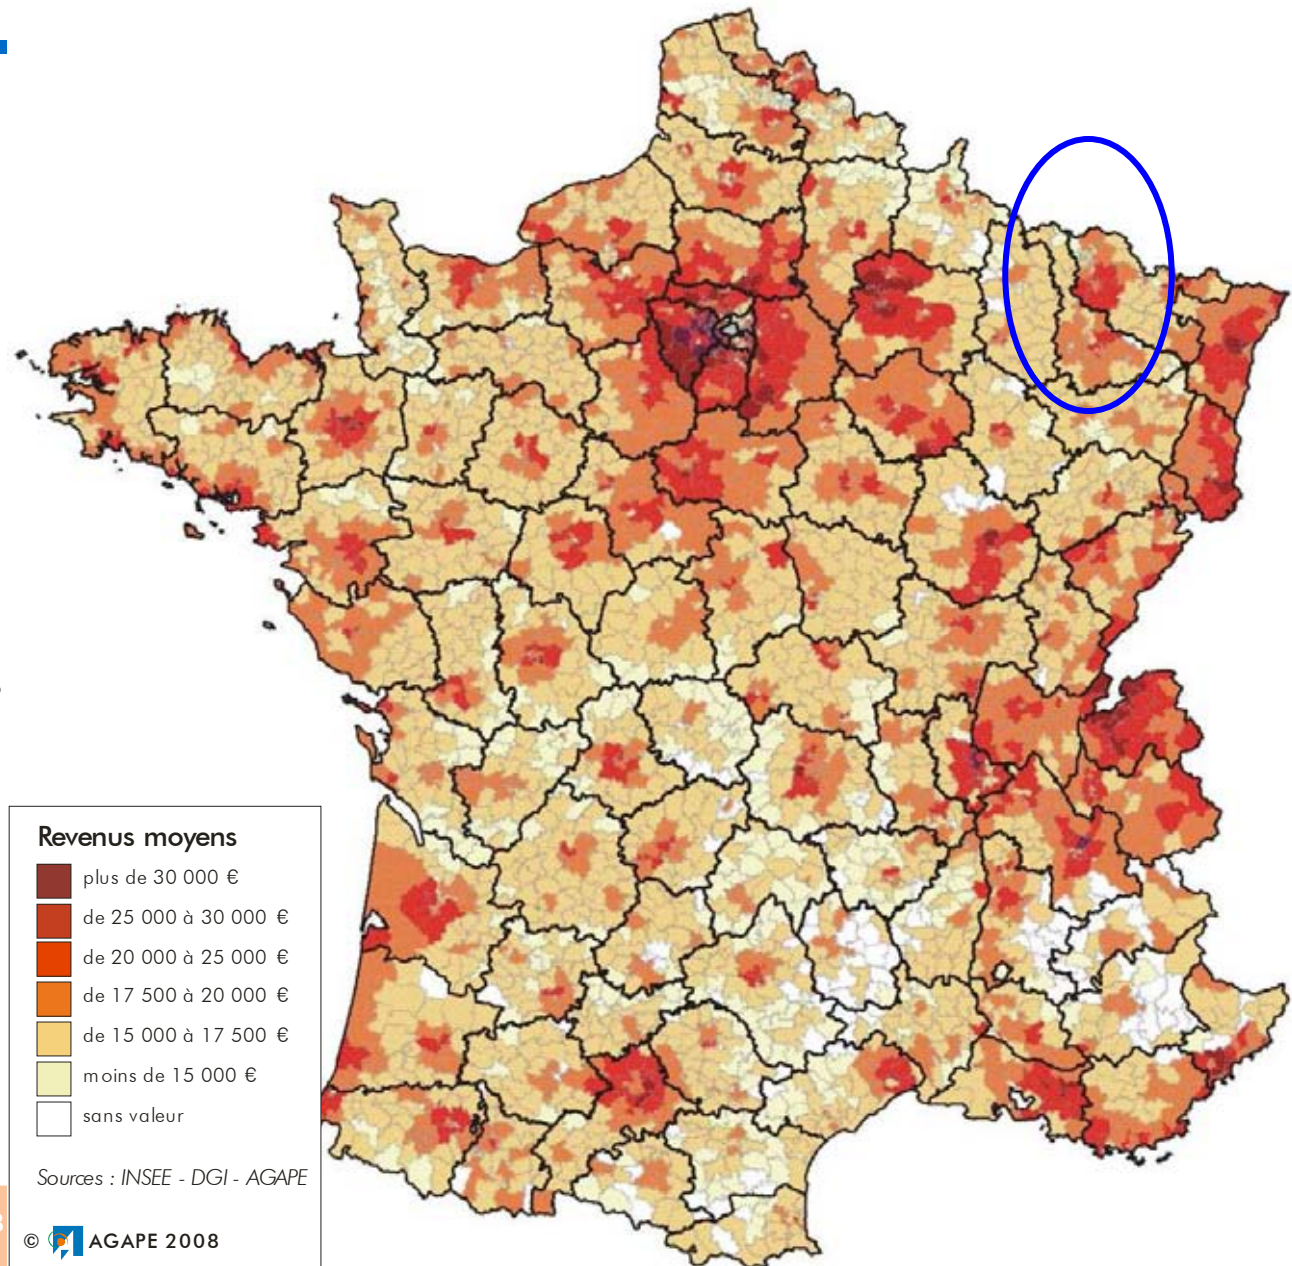 Revenus moyens
plus de 30 000 €
de 25 000 à 30 000 €
de 20 000 à 25 000 €
de 17 500 à 20 000 €
de 15 000 à 17 500 €
moins de 15 000 €
sans valeur
Sources : INSEE - DGI - AGAPE
© AGAPE 2008